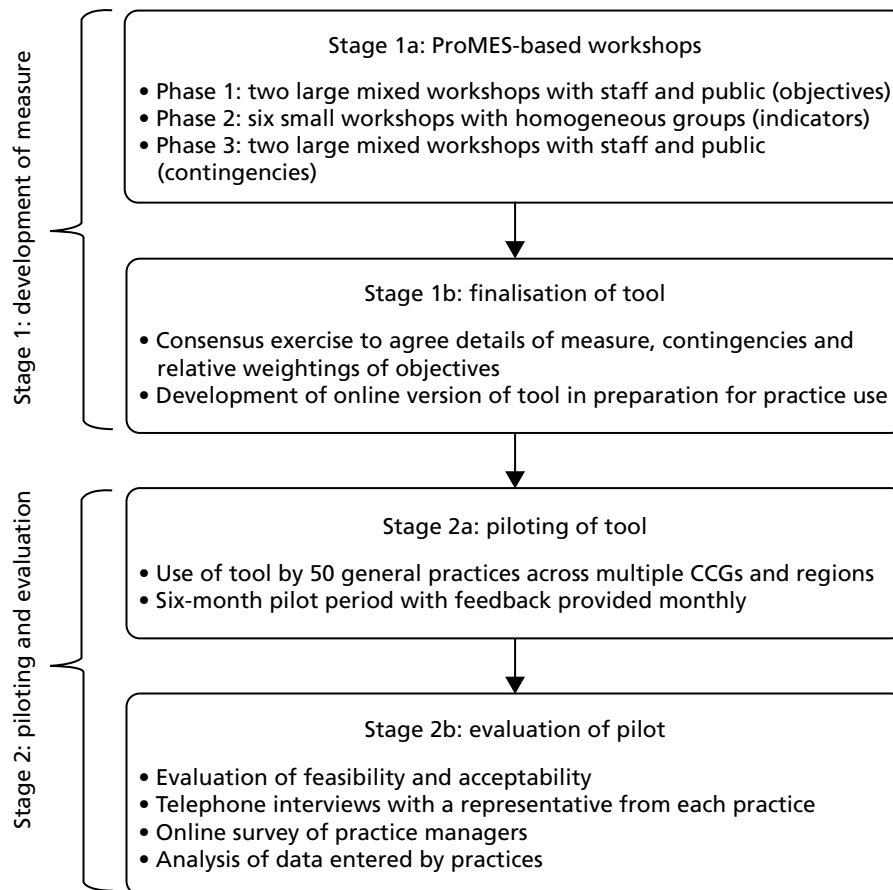 Stage 1: development of measure
Stage 1a: ProMES-based workshops
• Phase 1: two large mixed workshops with staff and public (objectives)
• Phase 2: six small workshops with homogeneous groups (indicators)
• Phase 3: two large mixed workshops with staff and public
(contingencies)
Stage 1b: finalisation of tool
• Consensus exercise to agree details of measure, contingencies and
relative weightings of objectives
• Development of online version of tool in preparation for practice use
Stage 2: piloting and evaluation
Stage 2a: piloting of tool
• Use of tool by 50 general practices across multiple CCGs and regions
• Six-month pilot period with feedback provided monthly
Stage 2b: evaluation of pilot
• Evaluation of feasibility and acceptability
• Telephone interviews with a representative from each practice
• Online survey of practice managers
• Analysis of data entered by practices